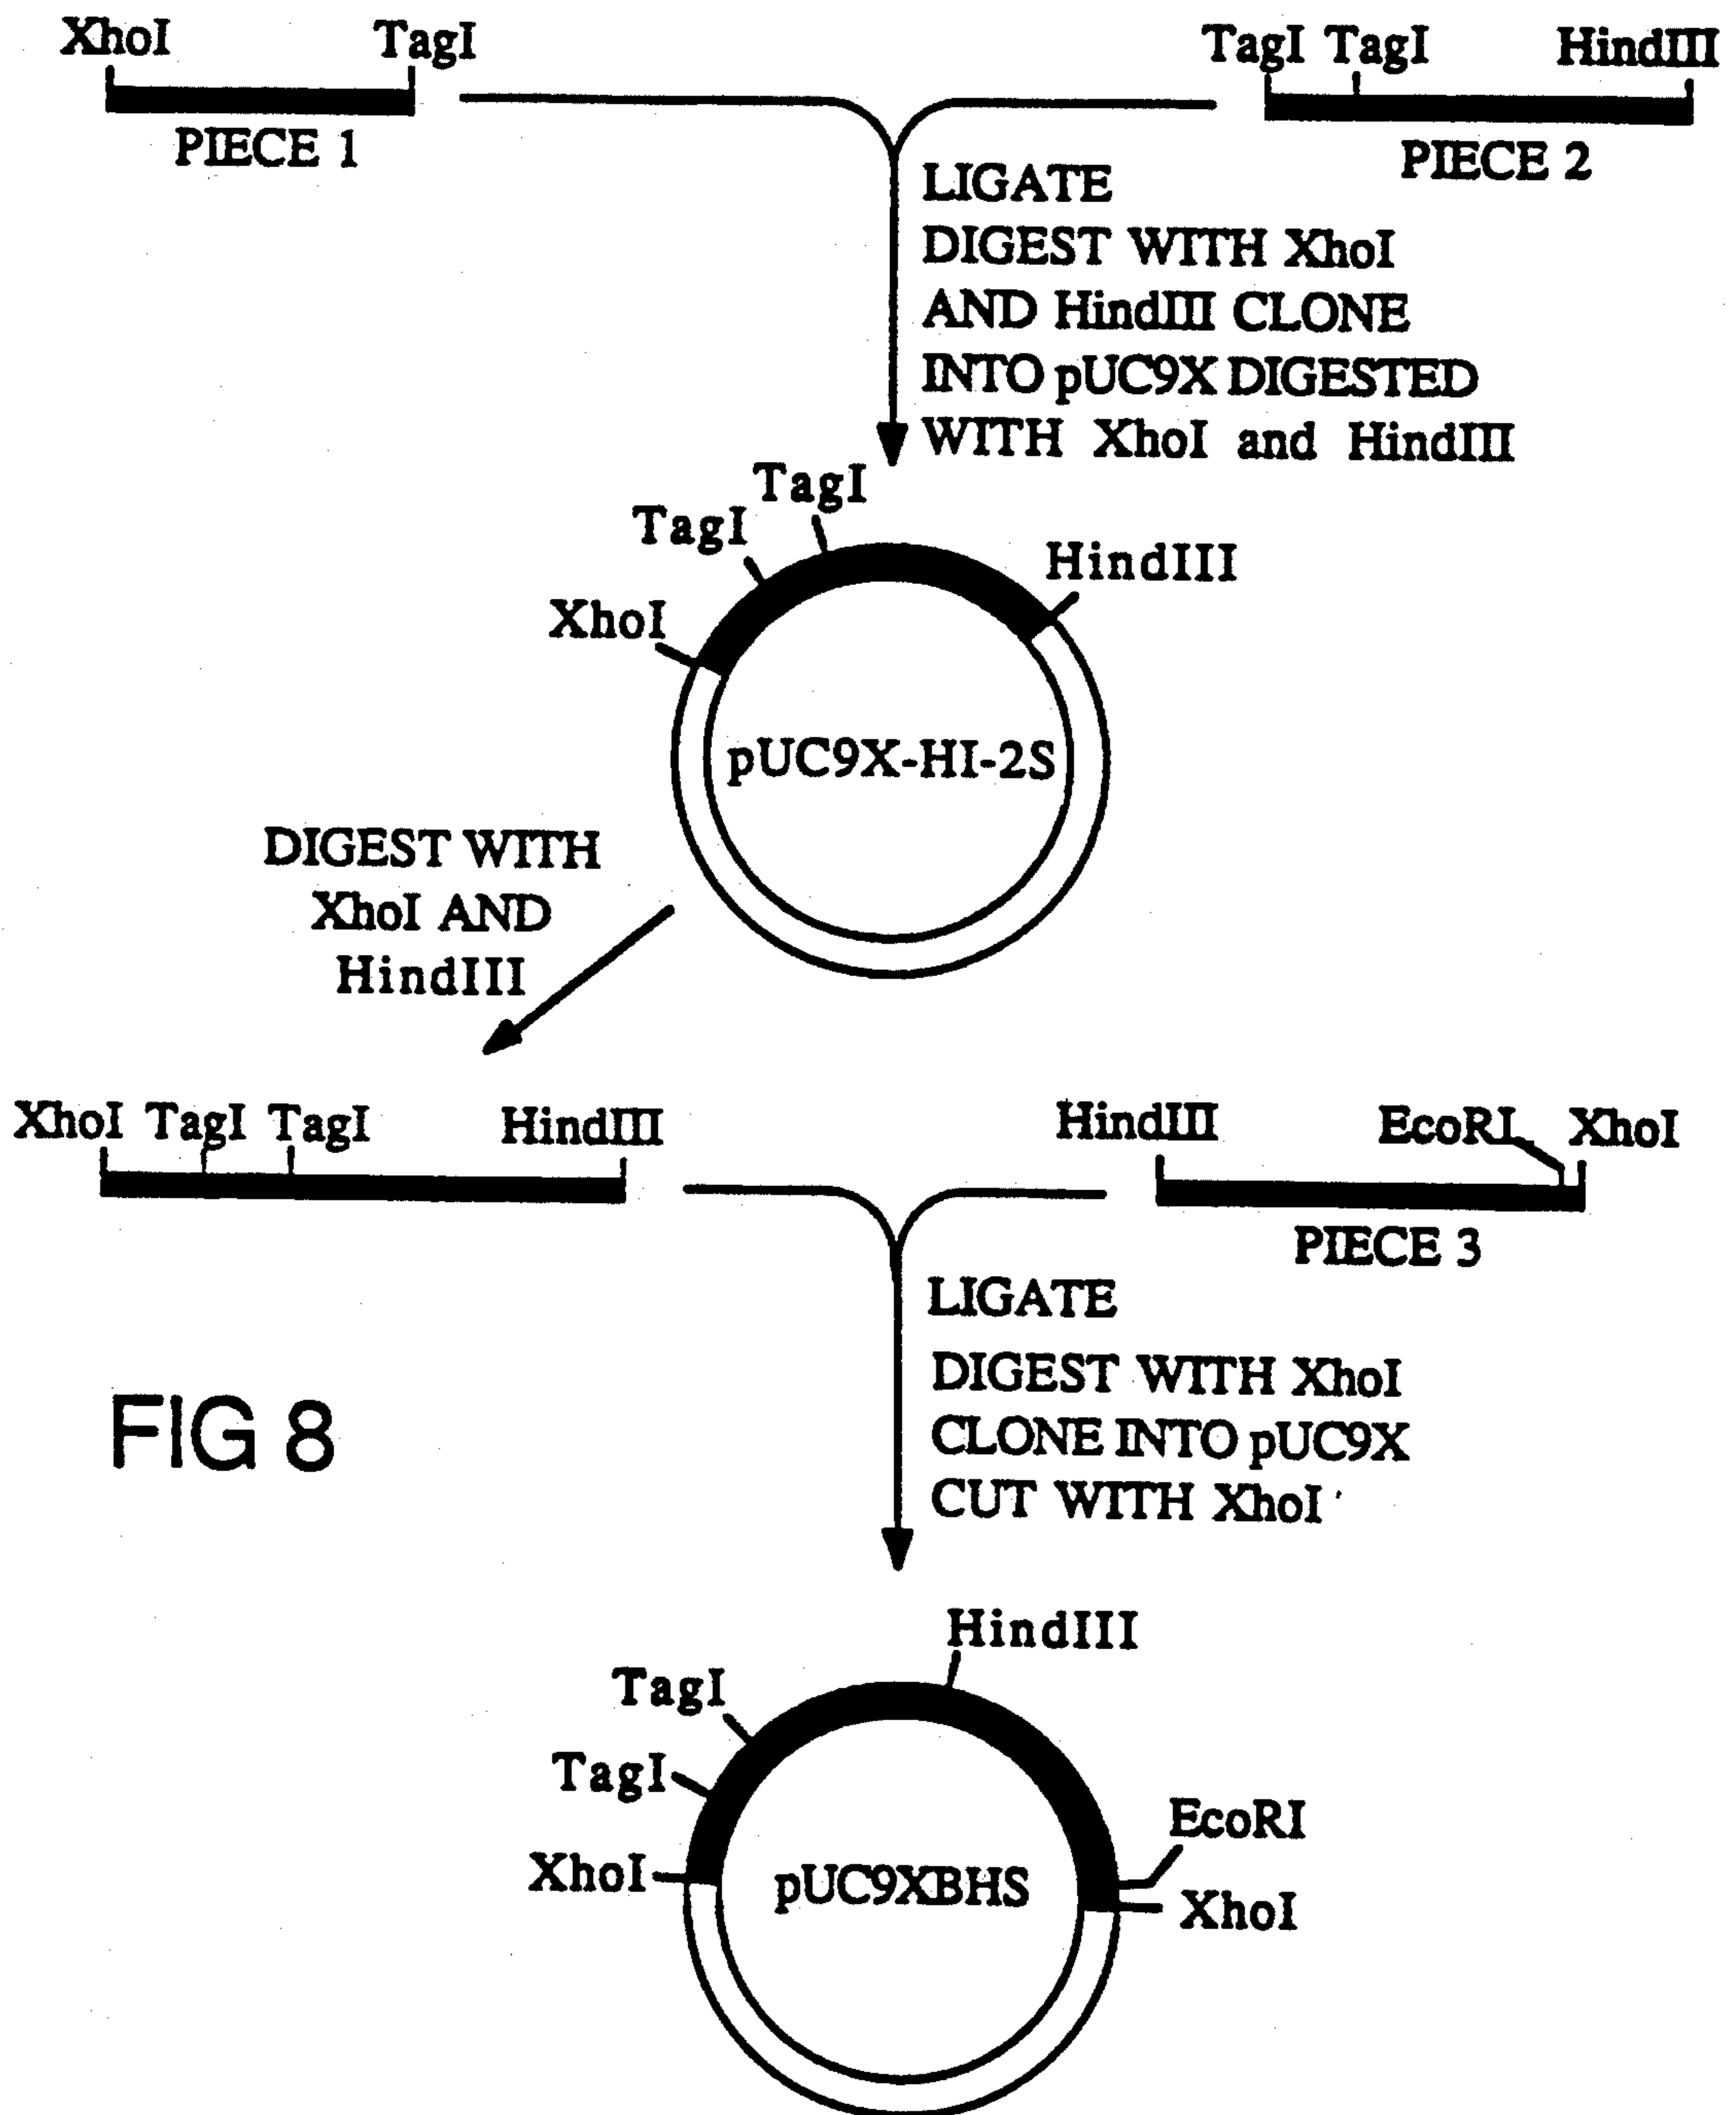 XhoI TagI
PIECE 1
TagI TagI HindIII
PIECE 2
LIGATE
DIGEST WITH XhoI
AND HindIII CLONE
INTO pUC9X DIGESTED
WITH XhoI and HindIII
TagI
TagI
HindIII
XhoI
pUC9X-HI-2S
DIGEST WITH
XhoI AND
HindIII
XhoI TagI TagI HindIII
HindIII EcoRI XhoI
PIECE 3
LIGATE
DIGEST WITH XhoI
CLONE INTO pUC9X
CUT WITH XhoI
FIG 8
HindIII
TagI
TagI
XhoI
EcoRI
XhoI
pUC9XBHS